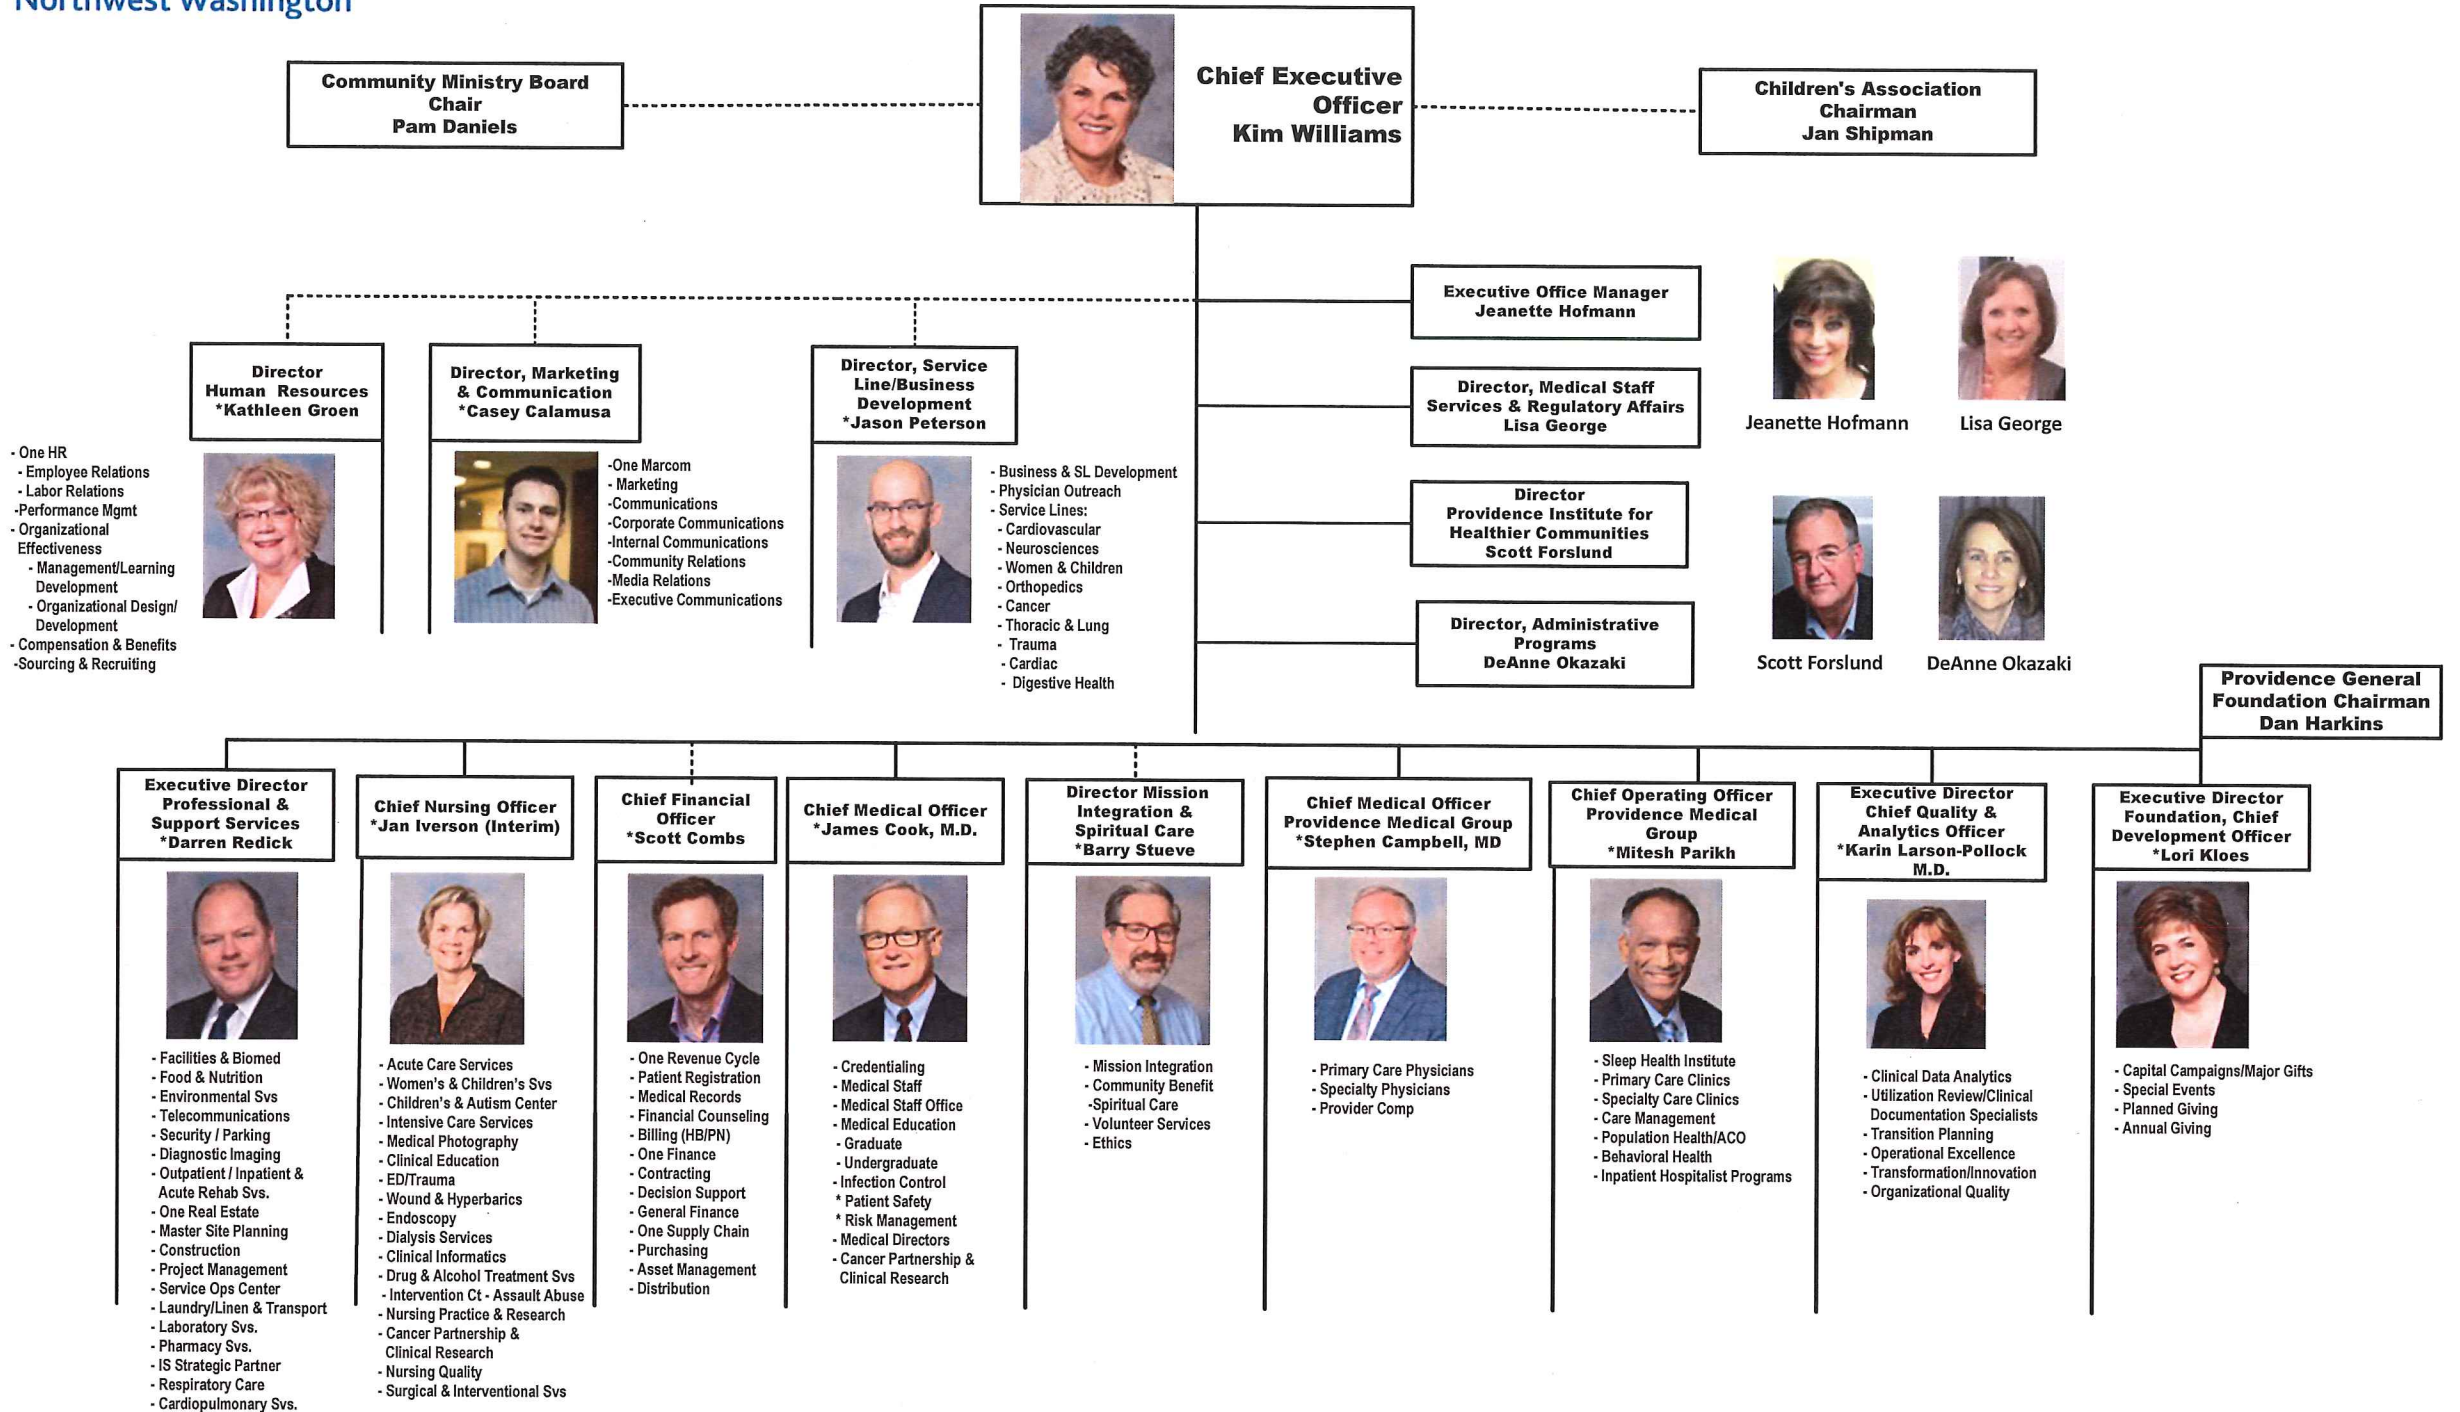 Northwest Washington
Community Ministry Board
Chair
Pam Daniels
Chief Executive
Officer
Kim Williams
Children's Association
Chairman
Jan Shipman
Executive Office Manager
Jeanette Hofmann
Director, Medical Staff
Services & Regulatory Affairs
Lisa George
Director
Providence Institute for
Healthier Communities
Scott Forslund
Director, Administrative
Programs
DeAnne Okazaki
Jeanette Hofmann
Lisa George
Scott Forslund
DeAnne Okazaki
Director
Human Resources
*Kathleen Groen
- One HR
- Employee Relations
- Labor Relations
-Performance Mgmt
- Organizational
Effectiveness
- Management/Learning
Development
- Organizational Design/
Development
- Compensation & Benefits
-Sourcing & Recruiting
Director, Marketing
& Communication
*Casey Calamusa
-One Marcom
- Marketing
-Communications
-Corporate Communications
-Internal Communications
-Community Relations
-Media Relations
-Executive Communications
Director, Service
Line/Business
Development
*Jason Peterson
- Business & SL Development
- Physician Outreach
- Service Lines:
- Cardiovascular
- Neurosciences
- Women & Children
- Orthopedics
- Cancer
- Thoracic & Lung
- Trauma
- Cardiac
- Digestive Health
Providence General
Foundation Chairman
Dan Harkins
Executive Director
Professional &
Support Services
*Darren Redick
- Facilities & Biomed
- Food & Nutrition
- Environmental Svs
- Telecommunications
- Security / Parking
- Diagnostic Imaging
- Outpatient / Inpatient &
Acute Rehab Svs.
- One Real Estate
- Master Site Planning
- Construction
- Project Management
- Service Ops Center
- Laundry/Linen & Transport
- Laboratory Svs.
- Pharmacy Svs.
- IS Strategic Partner
- Respiratory Care
- Cardiopulmonary Svs.
Chief Nursing Officer
*Jan Iverson (Interim)
- Acute Care Services
- Women's & Children's Svs
- Children's & Autism Center
- Intensive Care Services
- Medical Photography
- Clinical Education
- ED/Trauma
- Wound & Hyperbarics
- Endoscopy
- Dialysis Services
- Clinical Informatics
- Drug & Alcohol Treatment Svs
- Intervention Ct - Assault Abuse
- Nursing Practice & Research
- Cancer Partnership &
Clinical Research
- Nursing Quality
- Surgical & Interventional Svs
Chief Financial
Officer
*Scott Combs
- One Revenue Cycle
- Patient Registration
- Medical Records
- Financial Counseling
- Billing (HB/PN)
- One Finance
- Contracting
- Decision Support
- General Finance
- One Supply Chain
- Purchasing
- Asset Management
- Distribution
Chief Medical Officer
*James Cook, M.D.
- Credentialing
- Medical Staff
- Medical Staff Office
- Medical Education
- Graduate
- Undergraduate
- Infection Control
* Patient Safety
* Risk Management
- Medical Directors
- Cancer Partnership &
Clinical Research
Director Mission
Integration &
Spiritual Care
*Barry Stueve
- Mission Integration
- Community Benefit
-Spiritual Care
- Volunteer Services
- Ethics
Chief Medical Officer
Providence Medical Group
*Stephen Campbell, MD
- Primary Care Physicians
- Specialty Physicians
- Provider Comp
Chief Operating Officer
Providence Medical
Group
*Mitesh Parikh
- Sleep Health Institute
- Primary Care Clinics
- Specialty Care Clinics
- Care Management
- Population Health/ACO
- Behavioral Health
- Inpatient Hospitalist Programs
Executive Director
Chief Quality &
Analytics Officer
*Karin Larson-Pollock
M.D.
- Clinical Data Analytics
- Utilization Review/Clinical
Documentation Specialists
- Transition Planning
- Operational Excellence
- Transformation/Innovation
- Organizational Quality
Executive Director
Foundation, Chief
Development Officer
*Lori Kloes
- Capital Campaigns/Major Gifts
- Special Events
- Planned Giving
- Annual Giving